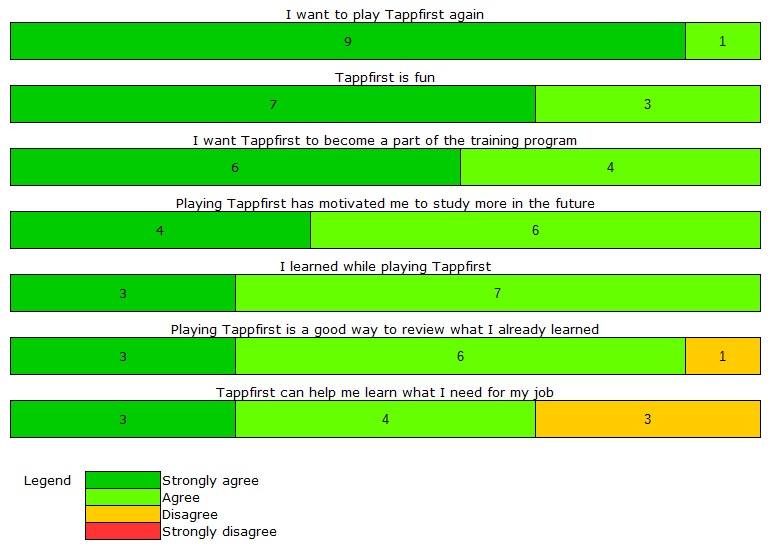 I want to play Tappfirst again
9 1
Tappfirst is fun
7 3
I want Tappfirst to become a part of the training program
6 4
Playing Tappfirst has motivated me to study more in the future
4 6
I learned while playing Tappfirst
3 7
Playing Tappfirst is a good way to review what I already learned
3 6 1
Tappfirst can help me learn what I need for my job
3 4 3
Legend Strongly agree
Agree
Disagree
Strongly disagree